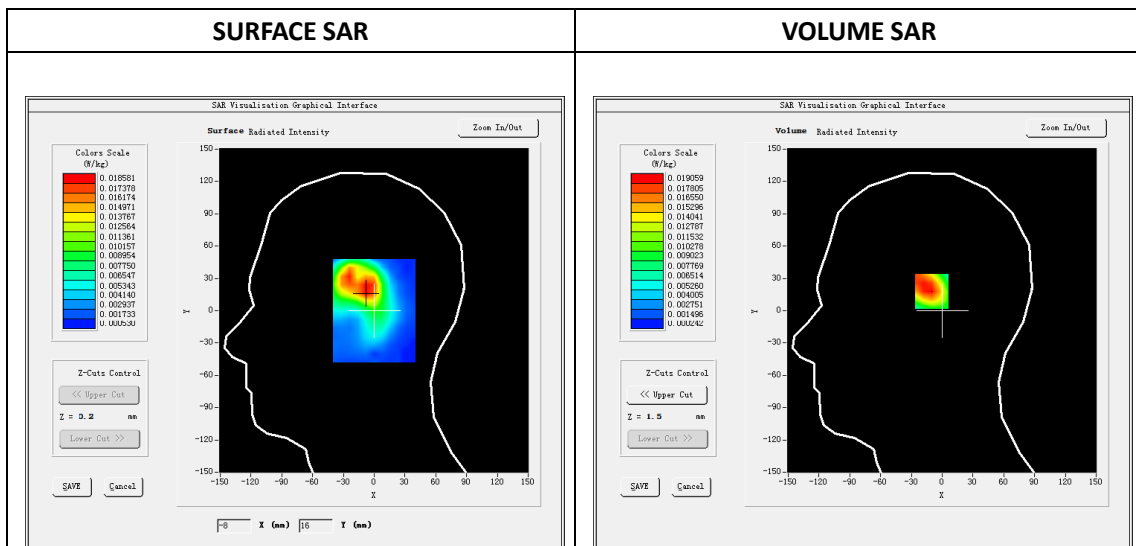 SURFACE SAR
VOLUME SAR
SAR Visualisation Graphical Interface
Surface Radiated Intensity
Zoom In/Out
Colors Scale
(W/kg)
0.018581
0.017378
0.016174
0.014971
0.013767
0.012564
0.011361
0.010157
0.008954
0.007750
0.006547
0.005343
0.004140
0.002937
0.001733
0.000530
150
120
90
60
30
0
-30
-60
-90
-120
-150
Y
-150 -120 -90 -60 -30 0 30 60 90 120 150
X
Z-Cuts Control
<< Upper Cut
Z = 0.2 mm
Lower Cut >>
SAVE
Cancel
-8 X (mm) 16 Y (mm)
SAR Visualisation Graphical Interface
Volume Radiated Intensity
Zoom In/Out
Colors Scale
(W/kg)
0.019059
0.017805
0.016550
0.015296
0.014041
0.012787
0.011532
0.010278
0.009023
0.007769
0.006514
0.005260
0.004005
0.002751
0.001496
0.000242
150
120
90
60
30
0
-30
-60
-90
-120
-150
Y
-150 -120 -90 -60 -30 0 30 60 90 120 150
X
Z-Cuts Control
<< Upper Cut
Z = 1.5 mm
Lower Cut >>
SAVE
Cancel